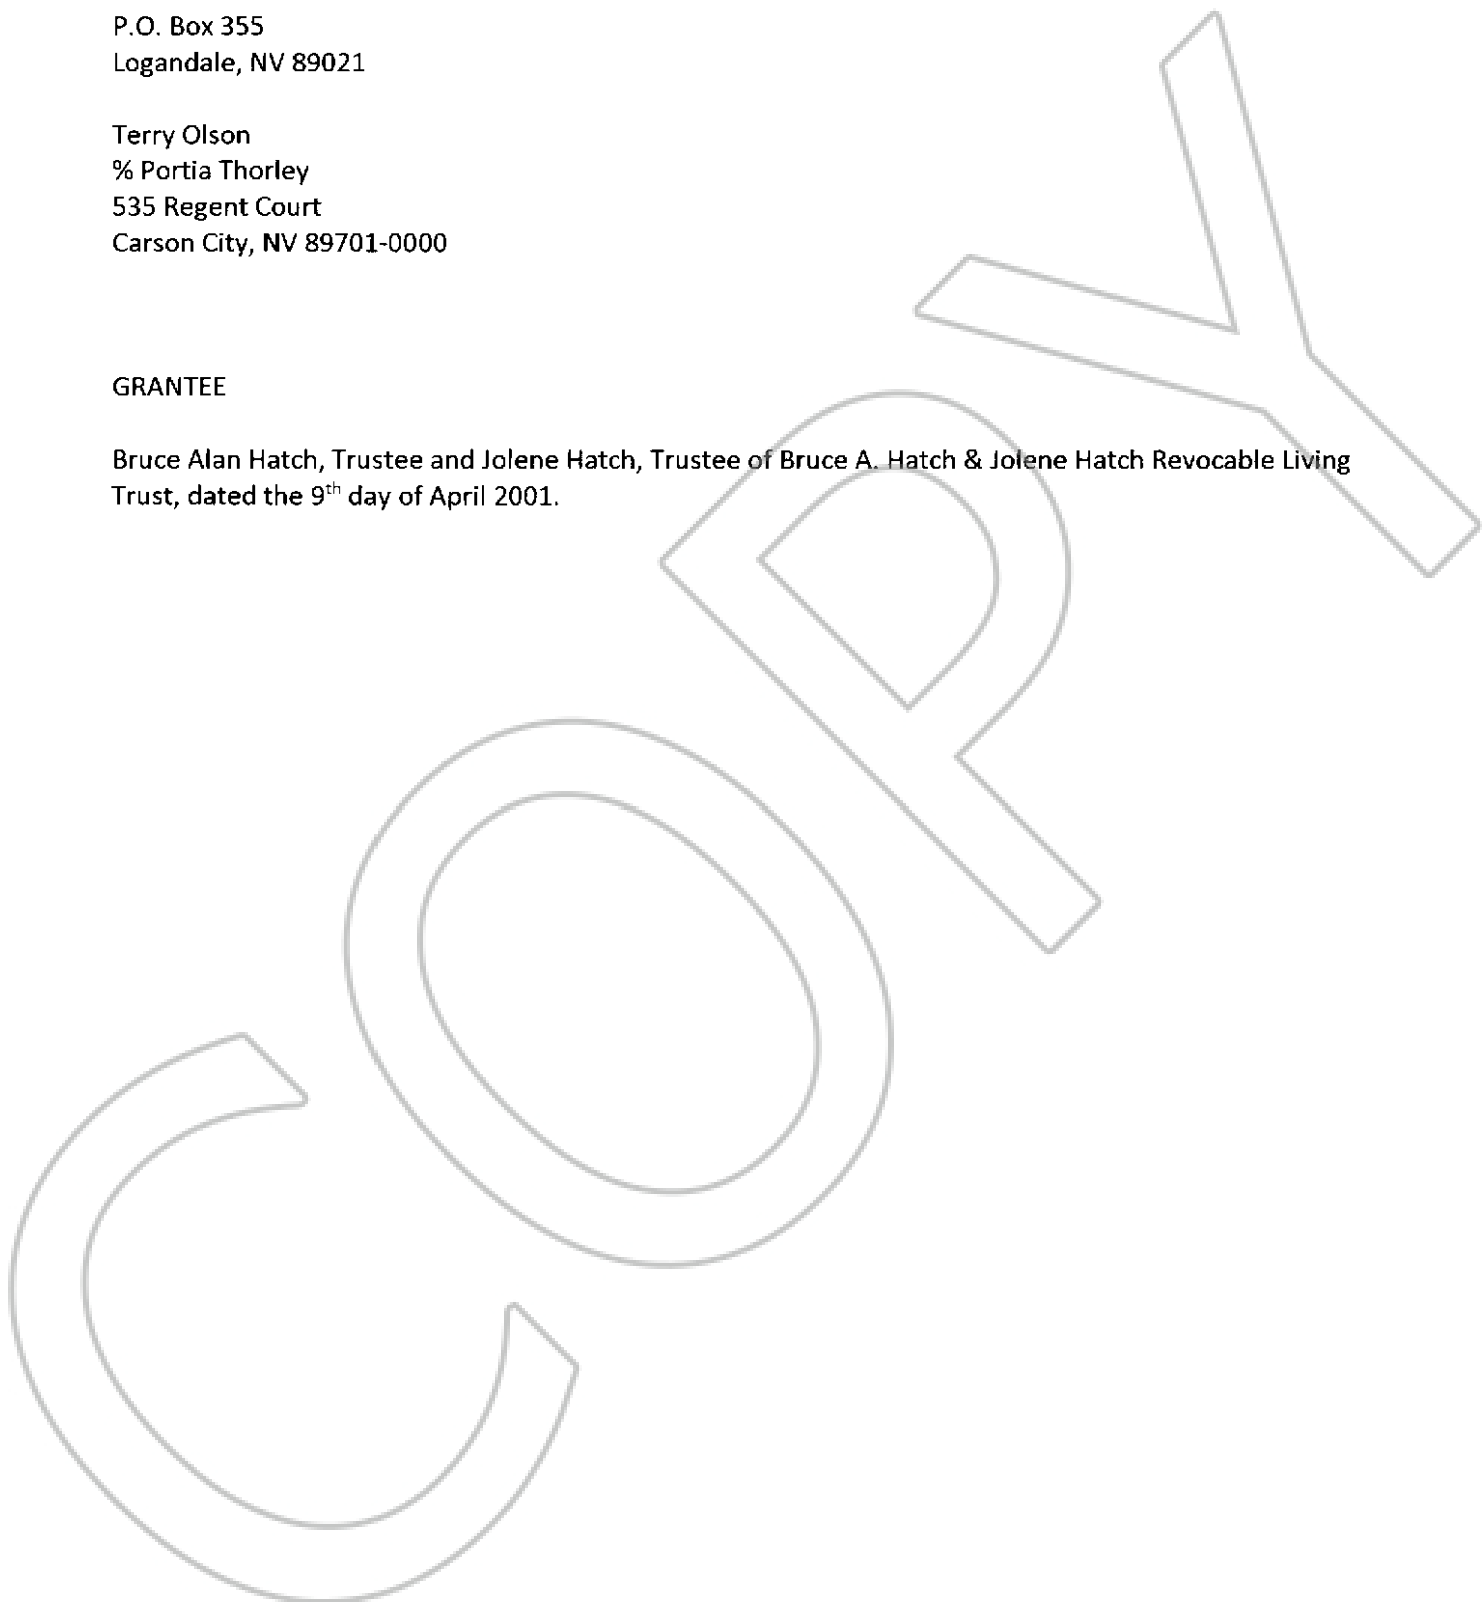 P.O. Box 355
Logandale, NV 89021
Terry Olson
% Portia Thorley
535 Regent Court
Carson City, NV 89701-0000
GRANTEE
Bruce Alan Hatch, Trustee and Jolene Hatch, Trustee of Bruce A. Hatch & Jolene Hatch Revocable Living
Trust, dated the 9th day of April 2001.
COPY